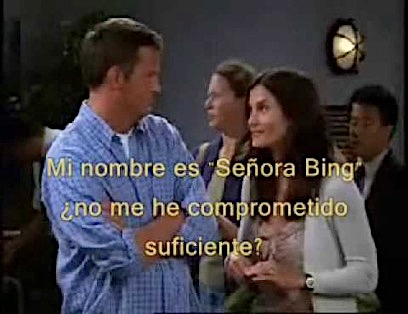 Mi nombre es "Señora Bing"
¿no me he comprometido
suficiente?